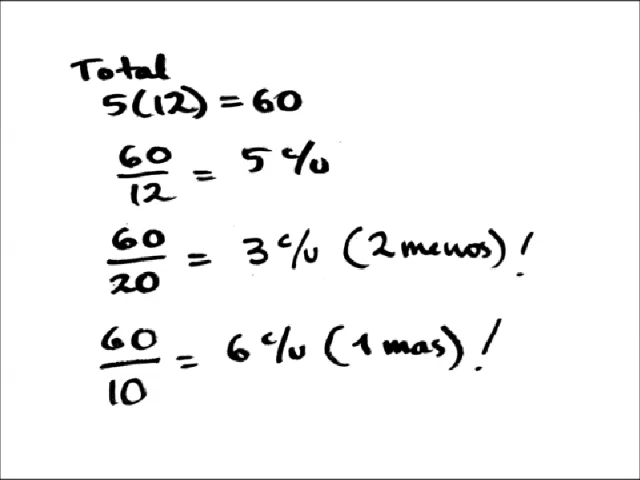 Total
5(12) = 60
60/12 = 5 c/u
60/20 = 3 c/u (2 menos)!
60/10 = 6 c/u (1 mas)!